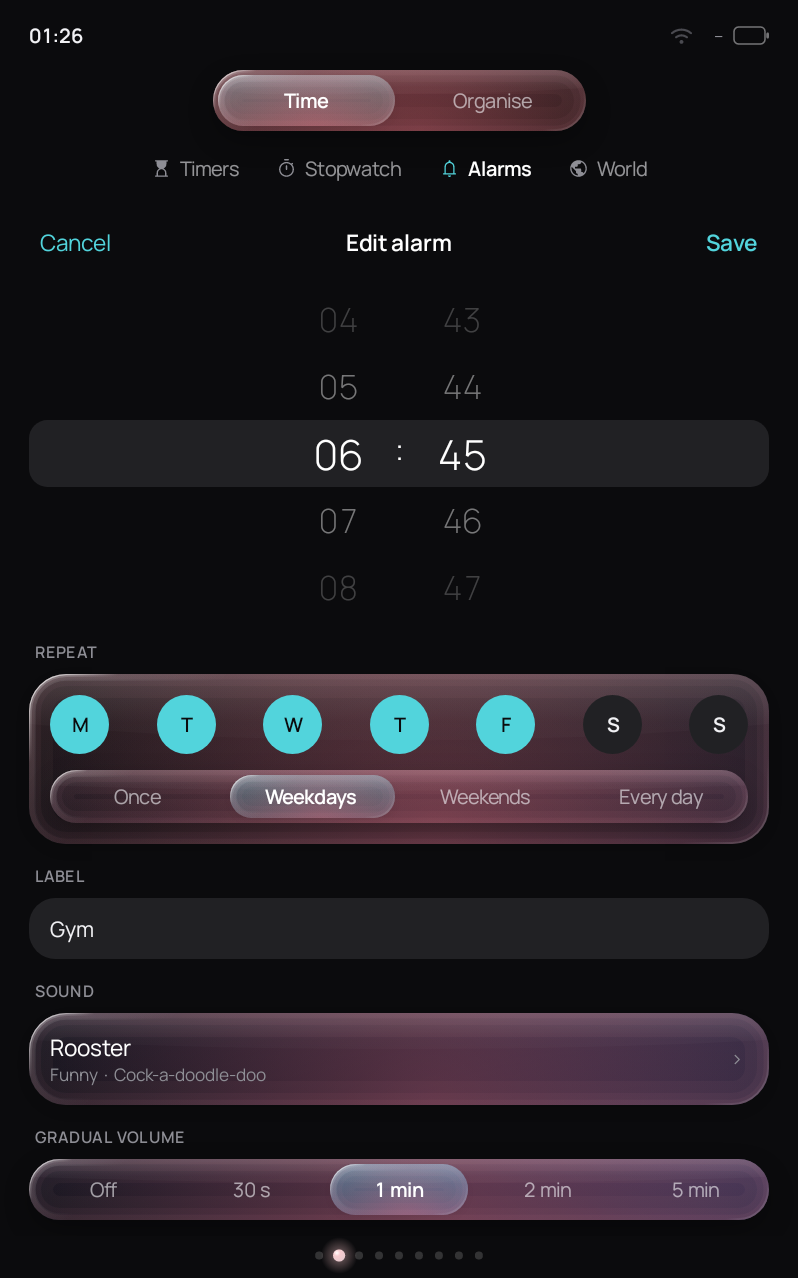 01:26
Time Organise
Timers Stopwatch Alarms World
Cancel Edit alarm Save
04 43
05 44
06 : 45
07 46
08 47
REPEAT
M T W T F S S
Once Weekdays Weekends Every day
LABEL
Gym
SOUND
Rooster
Funny · Cock-a-doodle-doo
GRADUAL VOLUME
Off 30 s 1 min 2 min 5 min